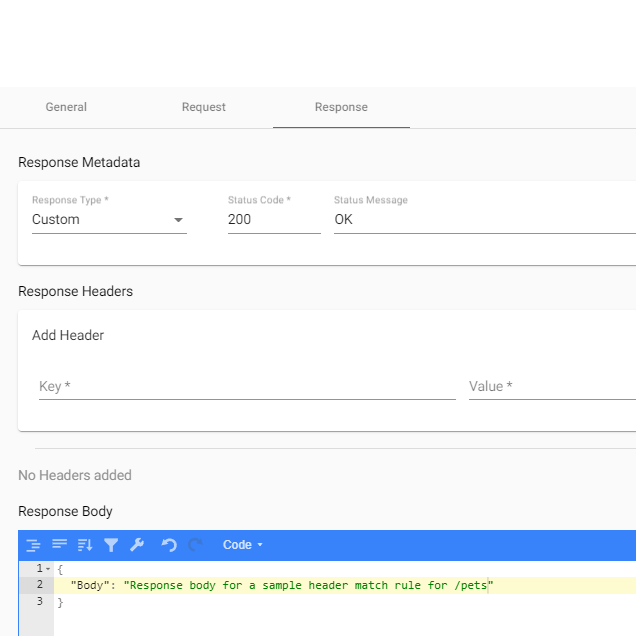 General Request Response
Response Metadata
Response Type * Status Code * Status Message
Custom 200 OK
Response Headers
Add Header
Key * Value *
No Headers added
Response Body
Code
1 {
2 "Body": "Response body for a sample header match rule for /pets"
3 }